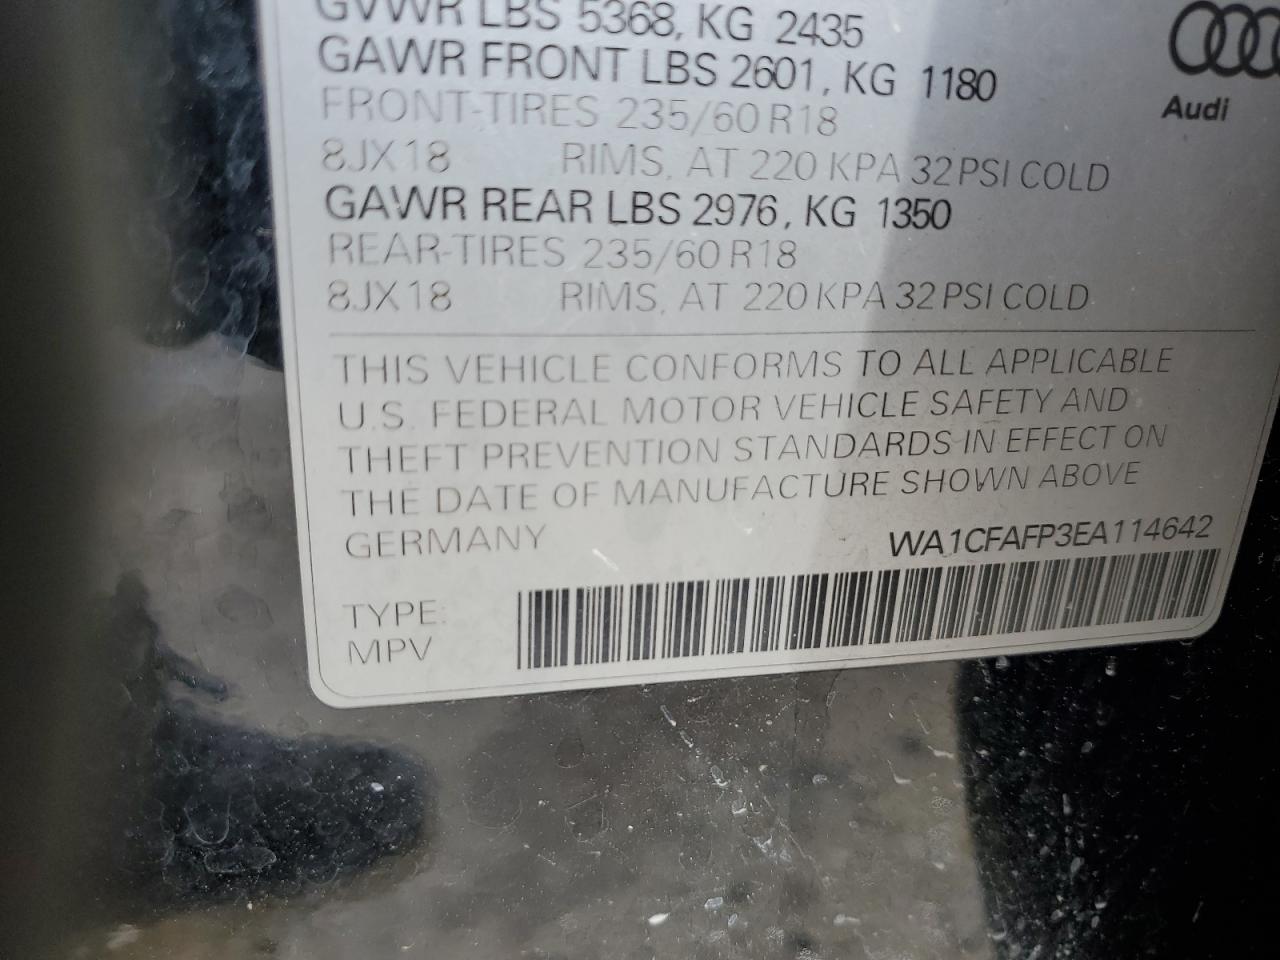 GVWR LBS 5368, KG 2435
GAWR FRONT LBS 2601, KG 1180
FRONT-TIRES 235/60 R18
8JX18 RIMS, AT 220 KPA 32 PSI COLD
GAWR REAR LBS 2976, KG 1350
REAR-TIRES 235/60 R18
8JX18 RIMS, AT 220 KPA 32 PSI COLD
Audi
THIS VEHICLE CONFORMS TO ALL APPLICABLE
U.S. FEDERAL MOTOR VEHICLE SAFETY AND
THEFT PREVENTION STANDARDS IN EFFECT ON
THE DATE OF MANUFACTURE SHOWN ABOVE
GERMANY WA1CFAFP3EA114642
TYPE:
MPV